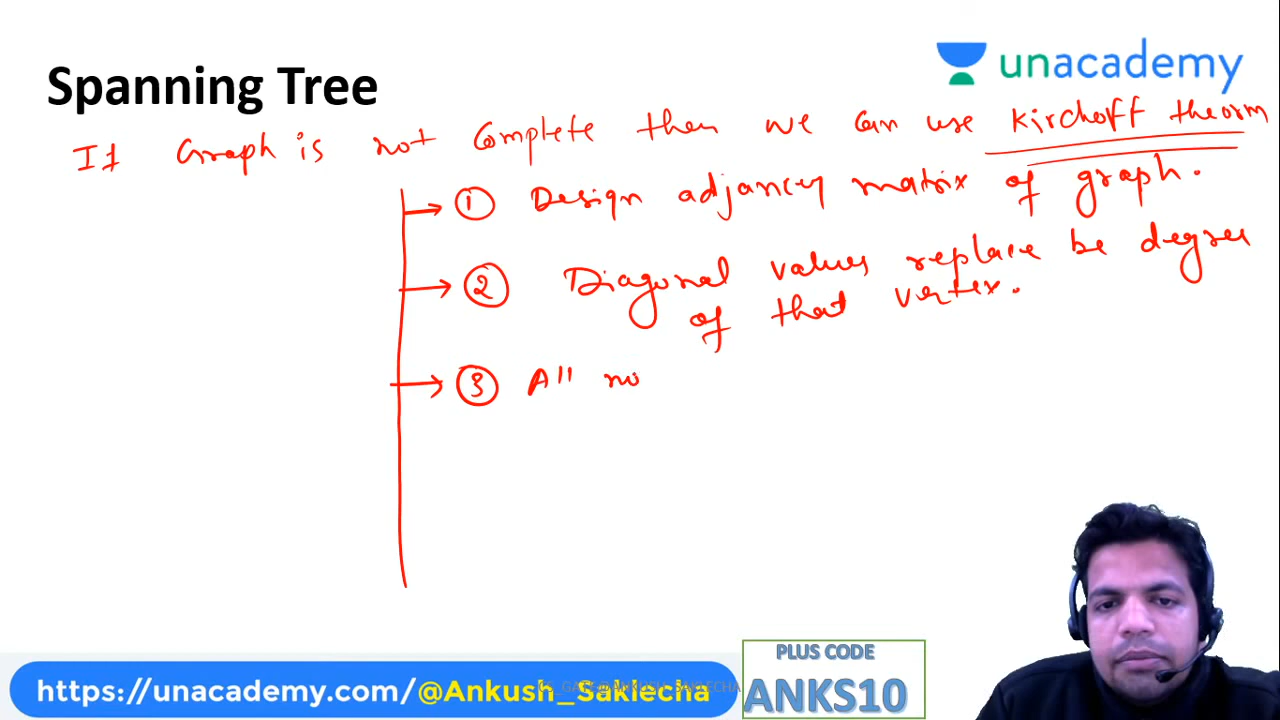 Spanning Tree
unacademy
If Graph is not Complete then we can use Kirchoff theorm
① Design adjancey matrix of graph.
② Diagonal values replace be degree
of that vertex.
③ All no
PLUS CODE
ANKS10
https://unacademy.com/@Ankush_Saklecha